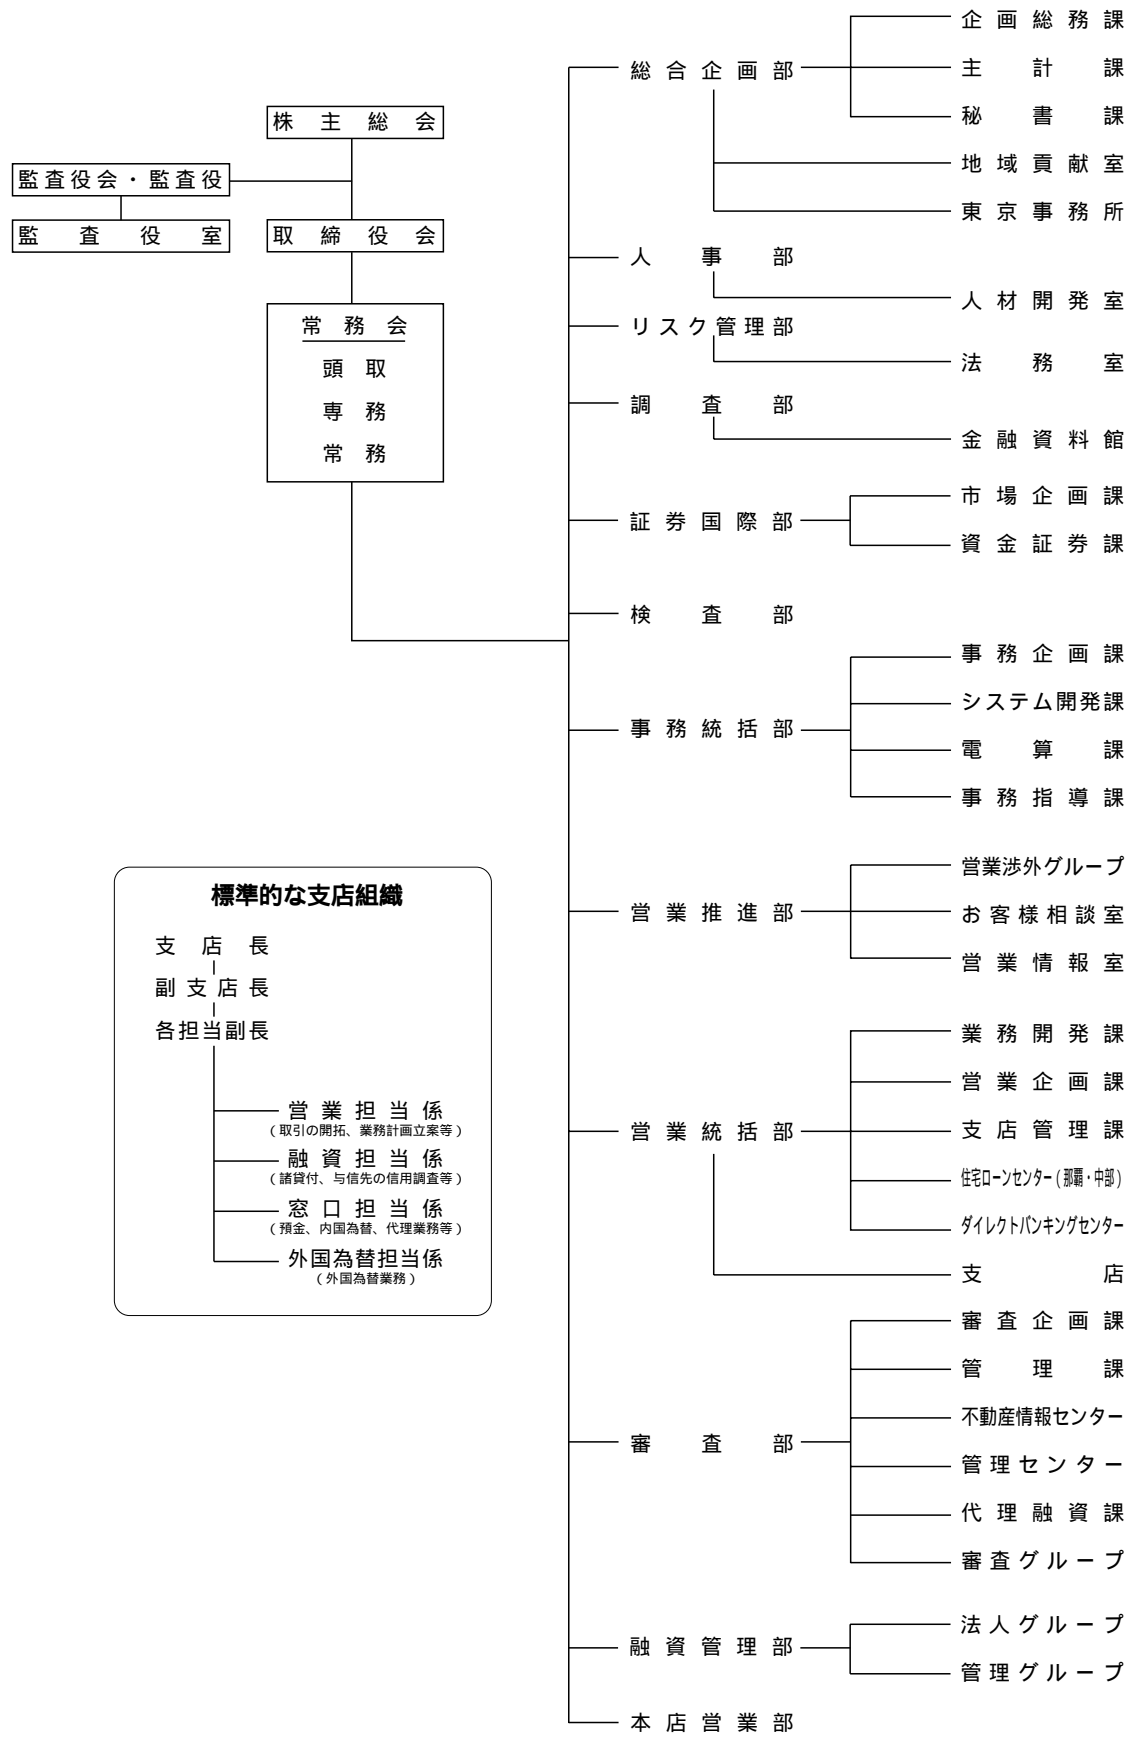 株主総会
監査役会・監査役
監査役室
取締役会
常務会
頭取
専務
常務
総合企画部
企画総務課
主計課
秘書課
地域貢献室
東京事務所
人事部
人材開発室
リスク管理部
法務室
調査部
金融資料館
証券国際部
市場企画課
資金証券課
検査部
事務統括部
事務企画課
システム開発課
電算課
事務指導課
営業推進部
営業渉外グループ
お客様相談室
営業情報室
営業統括部
業務開発課
営業企画課
支店管理課
住宅ローンセンター(那覇・中部)
ダイレクトバンキングセンター
支店
審査部
審査企画課
管理課
不動産情報センター
管理センター
代理融資課
審査グループ
融資管理部
法人グループ
管理グループ
本店営業部
標準的な支店組織
支店長
副支店長
各担当副長
営業担当係
(取引の開拓、業務計画立案等)
融資担当係
(諸貸付、与信先の信用調査等)
窓口担当係
(預金、内国為替、代理業務等)
外国為替担当係
(外国為替業務)